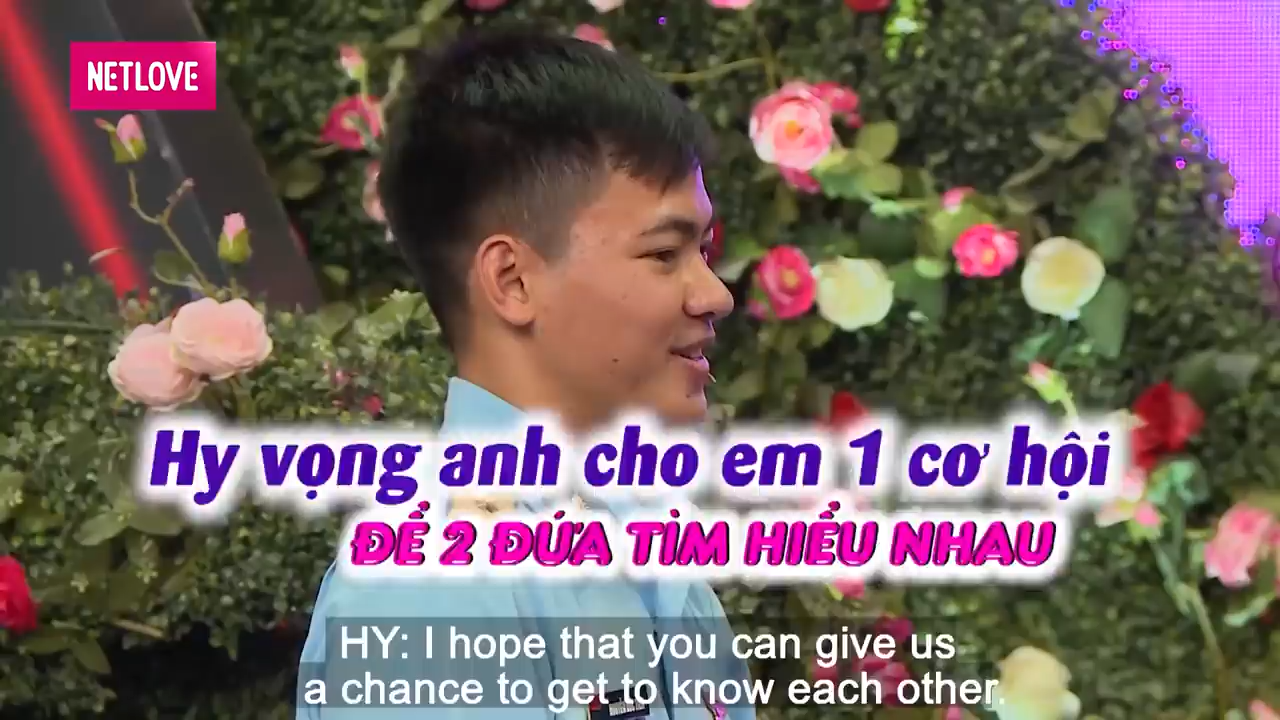 NETLOVE
Hy vọng anh cho em 1 cơ hội
ĐỂ 2 ĐỨA TÌM HIỂU NHAU
HY: I hope that you can give us
a chance to get to know each other.